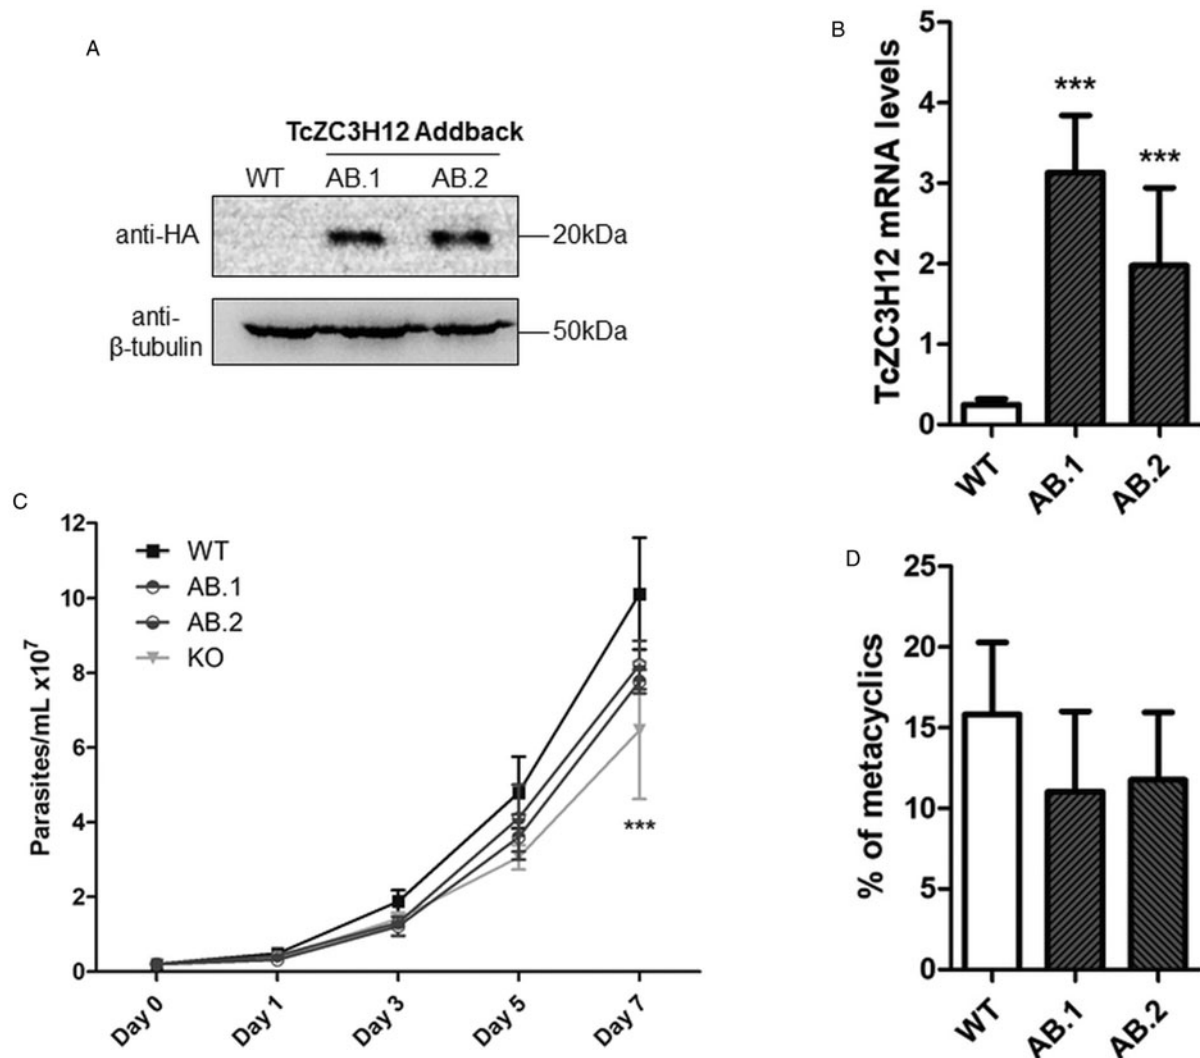 A
TcZC3H12 Addback
WT AB.1 AB.2
anti-HA
20kDa
anti-
β-tubulin
50kDa
B
TcZC3H12 mRNA levels
5
4
3
2
1
0
***
***
WT AB.1 AB.2
C
Parasites/mL x10⁷
12
10
8
6
4
2
0
WT
AB.1
AB.2
KO
***
Day 0 Day 1 Day 3 Day 5 Day 7
D
% of metacyclics
25
20
15
10
5
0
WT AB.1 AB.2